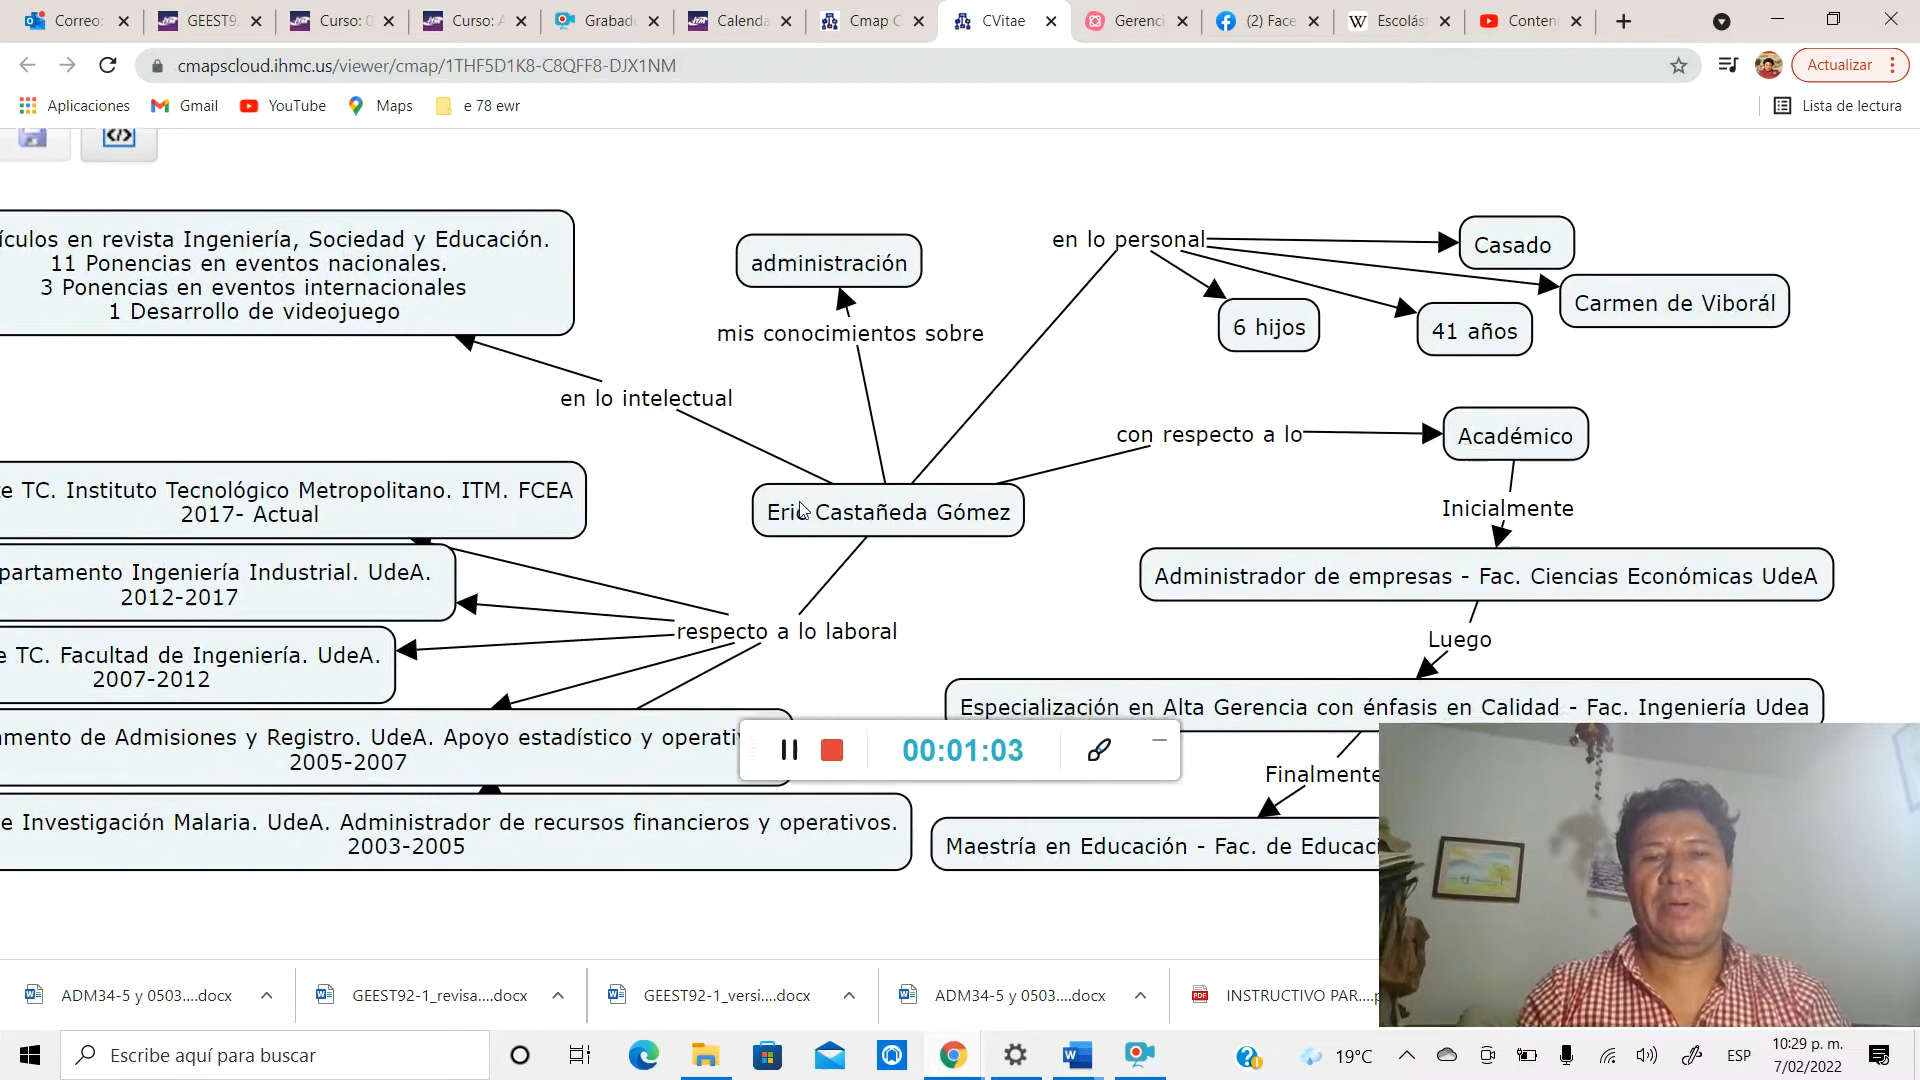 Correo:
GEEST9
Curso: 0
Curso: A
Grabad
Calenda
Cmap C
CVitae
Gerenci
(2) Face
Escolást
Conten
cmapscloud.ihmc.us/viewer/cmap/1THF5D1K8-C8QFF8-DJX1NM
Actualizar
Aplicaciones
Gmail
YouTube
Maps
e 78 ewr
Lista de lectura
ículos en revista Ingeniería, Sociedad y Educación.
11 Ponencias en eventos nacionales.
3 Ponencias en eventos internacionales
1 Desarrollo de videojuego
administración
mis conocimientos sobre
en lo intelectual
en lo personal
Casado
Carmen de Viborál
6 hijos
41 años
con respecto a lo
Académico
Inicialmente
Eric Castañeda Gómez
e TC. Instituto Tecnológico Metropolitano. ITM. FCEA
2017- Actual
partamento Ingeniería Industrial. UdeA.
2012-2017
Administrador de empresas - Fac. Ciencias Económicas UdeA
respecto a lo laboral
Luego
e TC. Facultad de Ingeniería. UdeA.
2007-2012
Especialización en Alta Gerencia con énfasis en Calidad - Fac. Ingeniería Udea
amento de Admisiones y Registro. UdeA. Apoyo estadístico y operativ
2005-2007
00:01:03
Finalmente
e Investigación Malaria. UdeA. Administrador de recursos financieros y operativos.
2003-2005
Maestría en Educación - Fac. de Educaci
ADM34-5 y 0503....docx
GEEST92-1_revisa....docx
GEEST92-1_versi....docx
ADM34-5 y 0503....docx
INSTRUCTIVO PAR....p
Escribe aquí para buscar
19°C
ESP
10:29 p. m.
7/02/2022